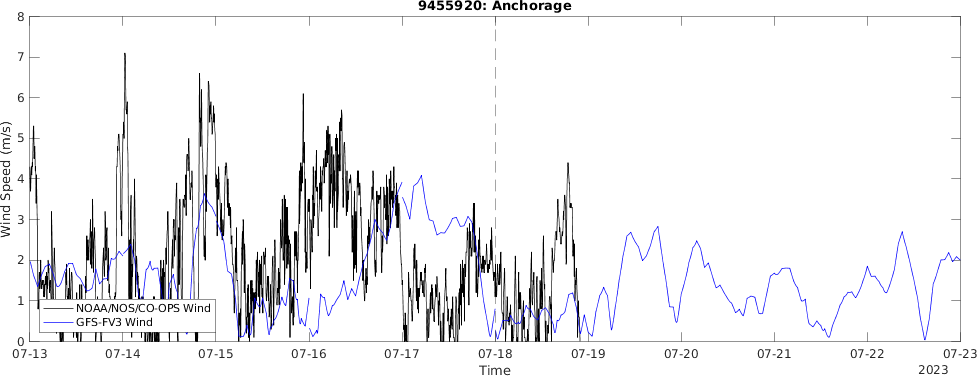 9455920: Anchorage
Wind Speed (m/s)
8
7
6
5
4
3
2
1
0
NOAA/NOS/CO-OPS Wind
GFS-FV3 Wind
07-13 07-14 07-15 07-16 07-17 07-18 07-19 07-20 07-21 07-22 07-23
Time
2023